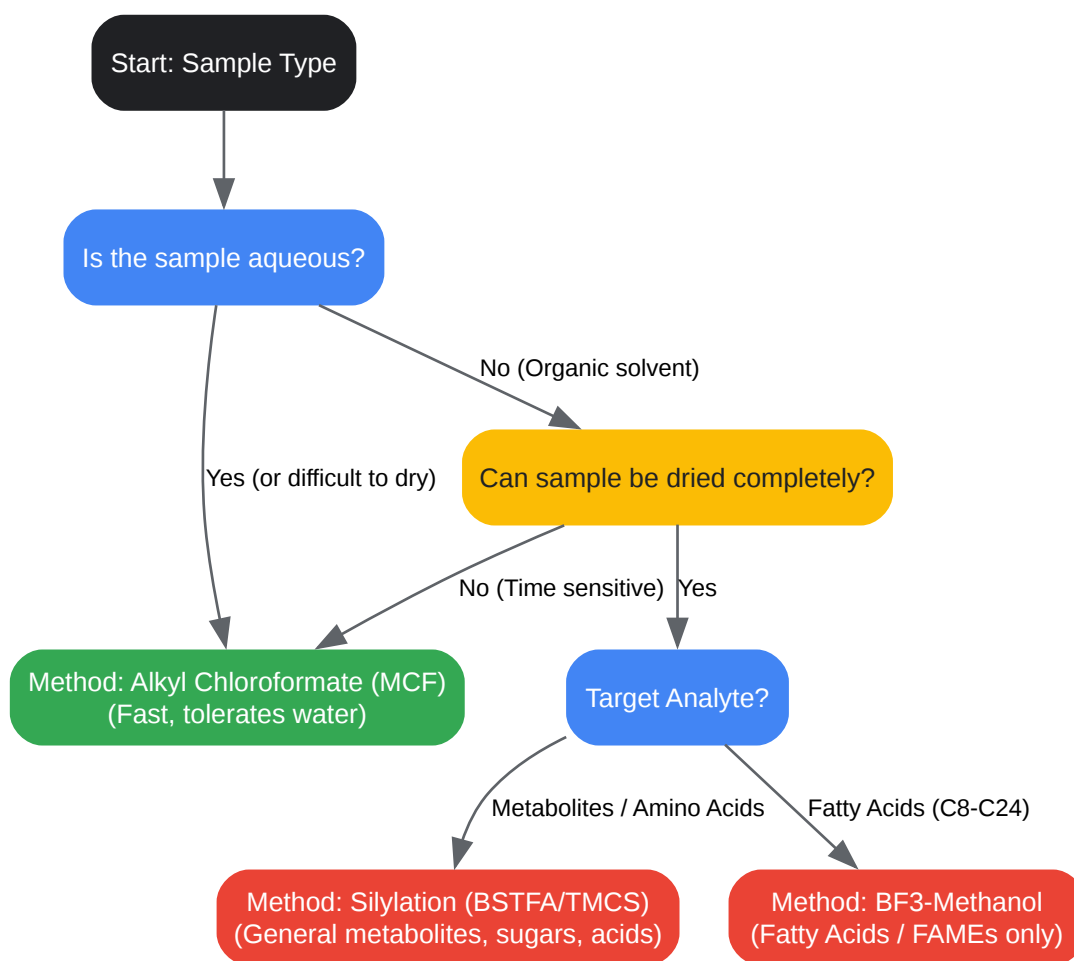 Start: Sample Type
Is the sample aqueous?
No (Organic solvent)
Yes (or difficult to dry)
Can sample be dried completely?
No (Time sensitive)
Yes
Method: Alkyl Chloroformate (MCF)
(Fast, tolerates water)
Target Analyte?
Metabolites / Amino Acids
Fatty Acids (C8-C24)
Method: Silylation (BSTFA/TMCS)
(General metabolites, sugars, acids)
Method: BF3-Methanol
(Fatty Acids / FAMEs only)